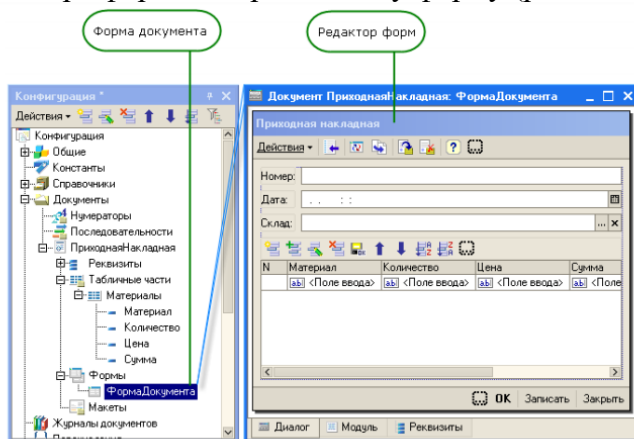 Форма документа
Редактор форм
Конфигурация *
Действия
Конфигурация
Общие
Константы
Справочники
Документы
Нумераторы
Последовательности
ПриходнаяНакладная
Реквизиты
Табличные части
Материалы
Материал
Количество
Цена
Сумма
Формы
ФормаДокумента
Макеты
Журналы документов
Документ ПриходнаяНакладная: ФормаДокумента
Приходная накладная
Действия
Номер:
Дата: . . : :
Склад:
N Материал Количество Цена Сумма
<Поле ввода> <Поле ввода> <Поле ввода> <Поле
OK Записать Закрыть
Диалог Модуль Реквизиты